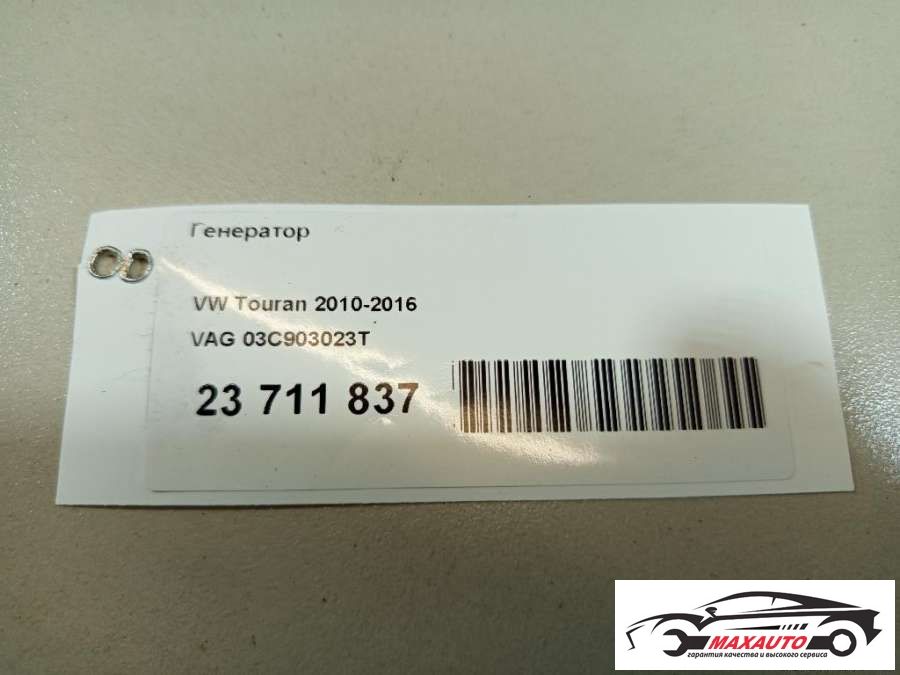 Генератор
VW Touran 2010-2016
VAG 03C903023T
23 711 837
MAXAUTO
гарантия качества и высокого сервиса